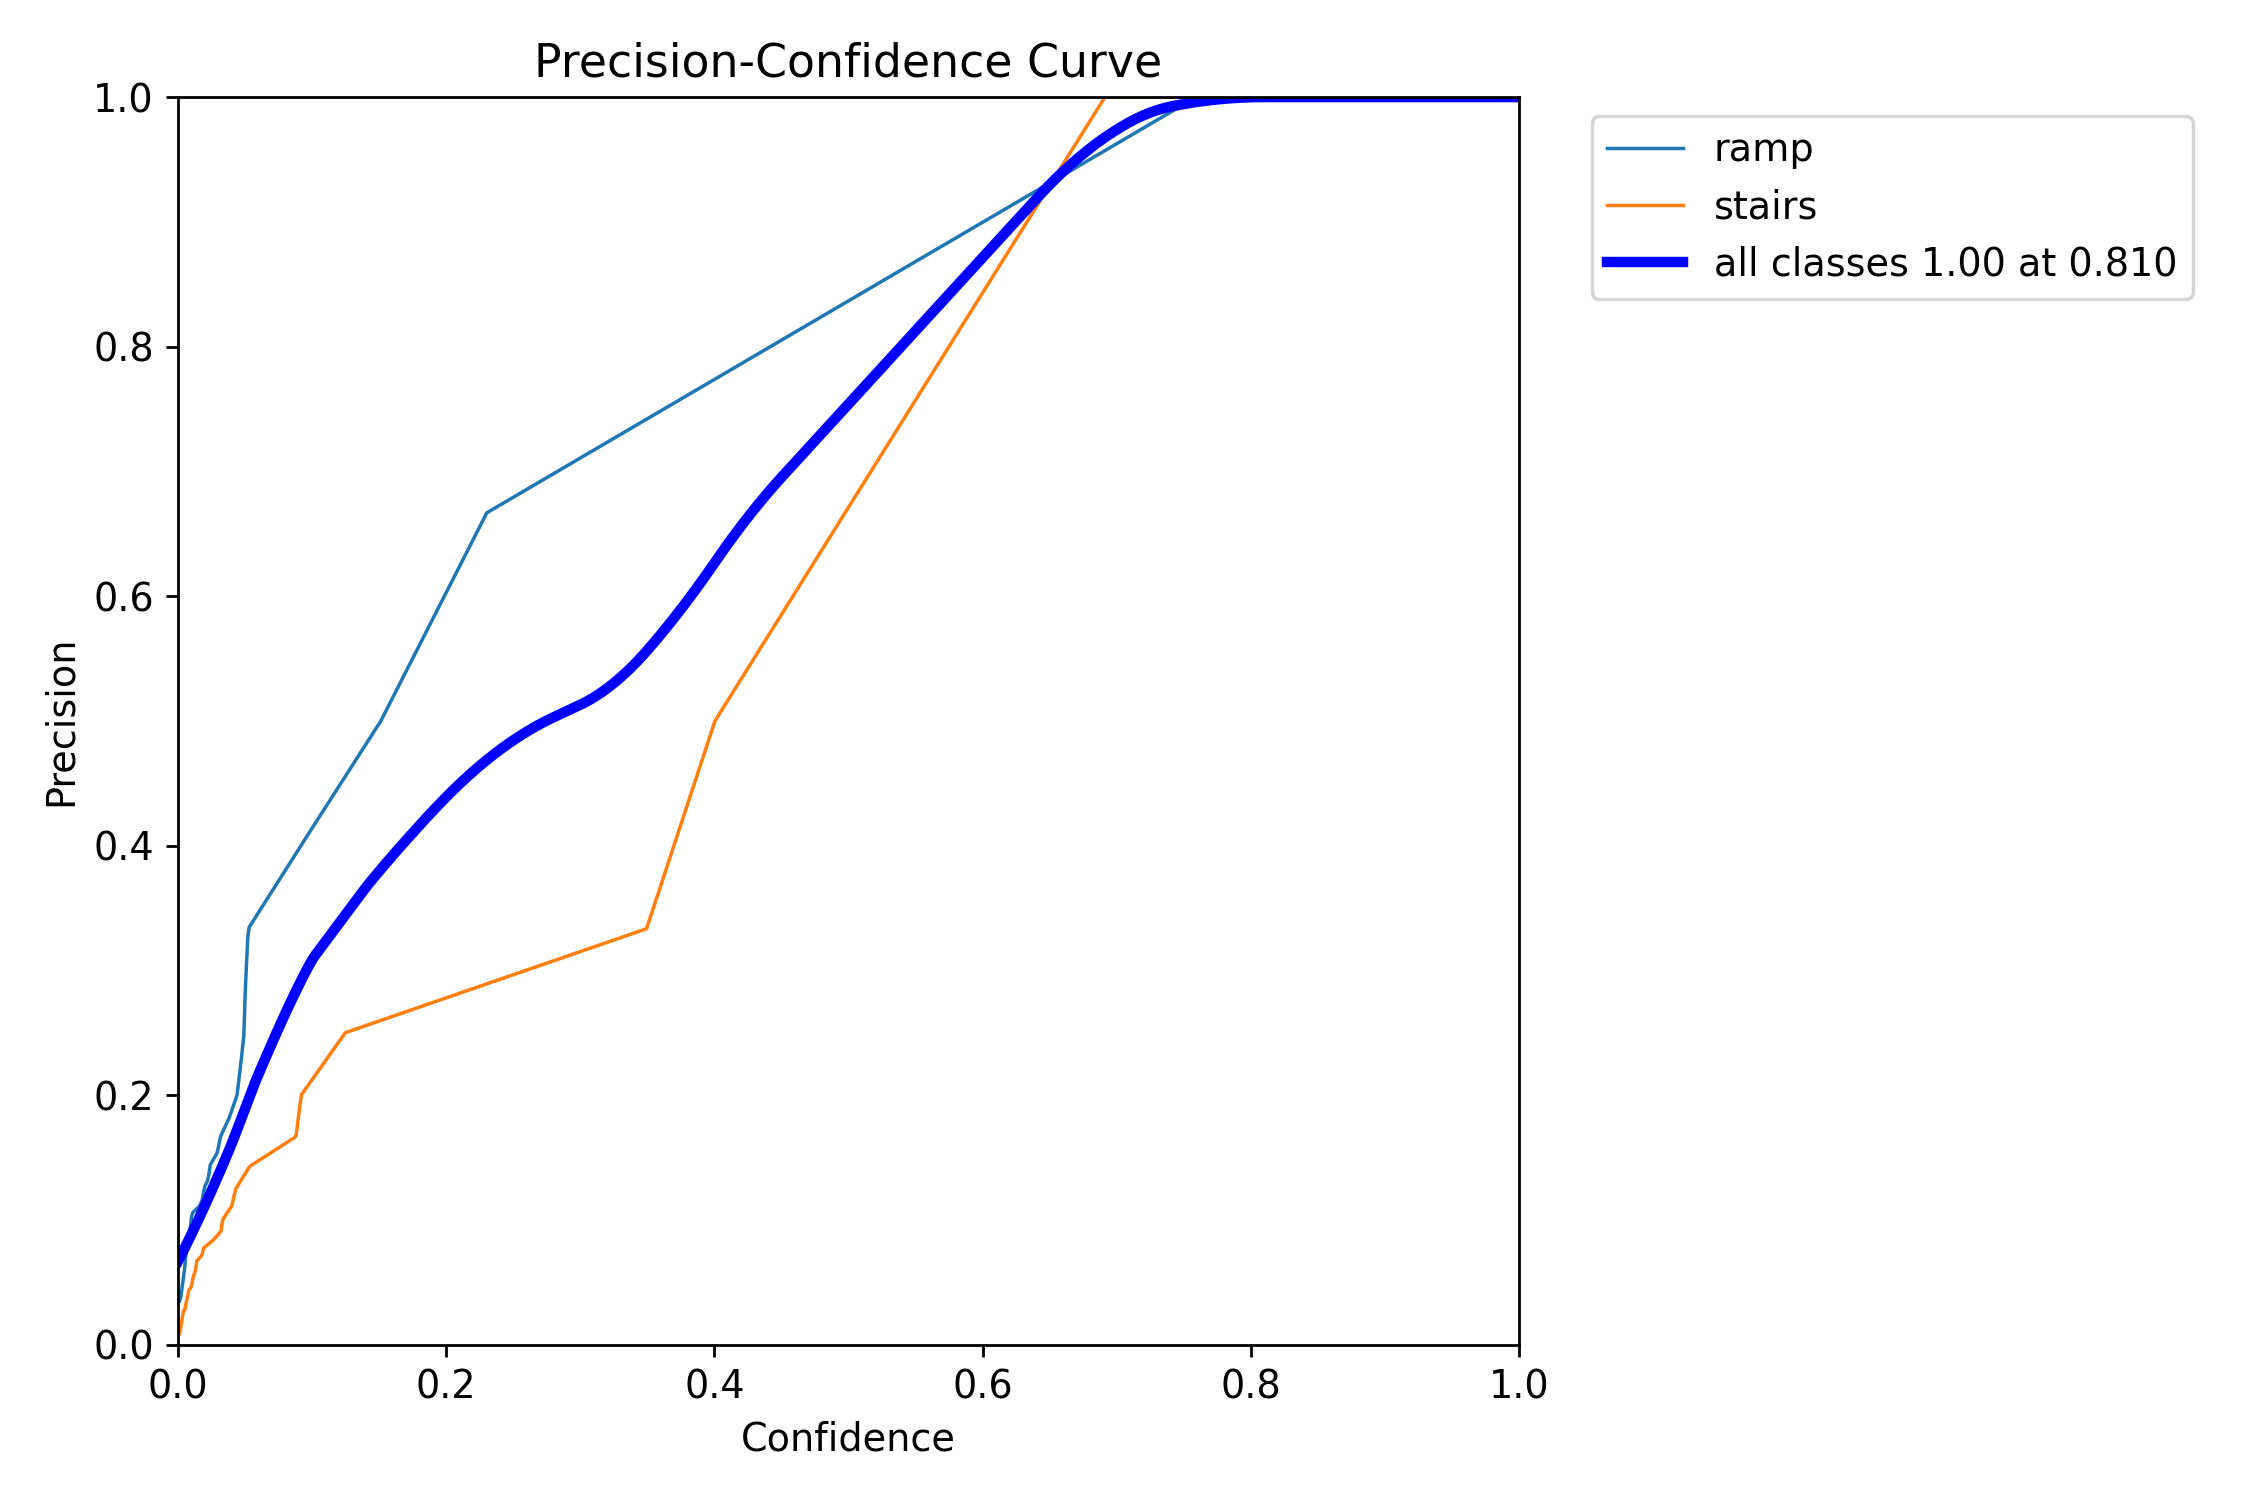 Precision-Confidence Curve
1.0
0.8
0.6
0.4
0.2
0.0
Precision
0.0 0.2 0.4 0.6 0.8 1.0
Confidence
ramp
stairs
all classes 1.00 at 0.810